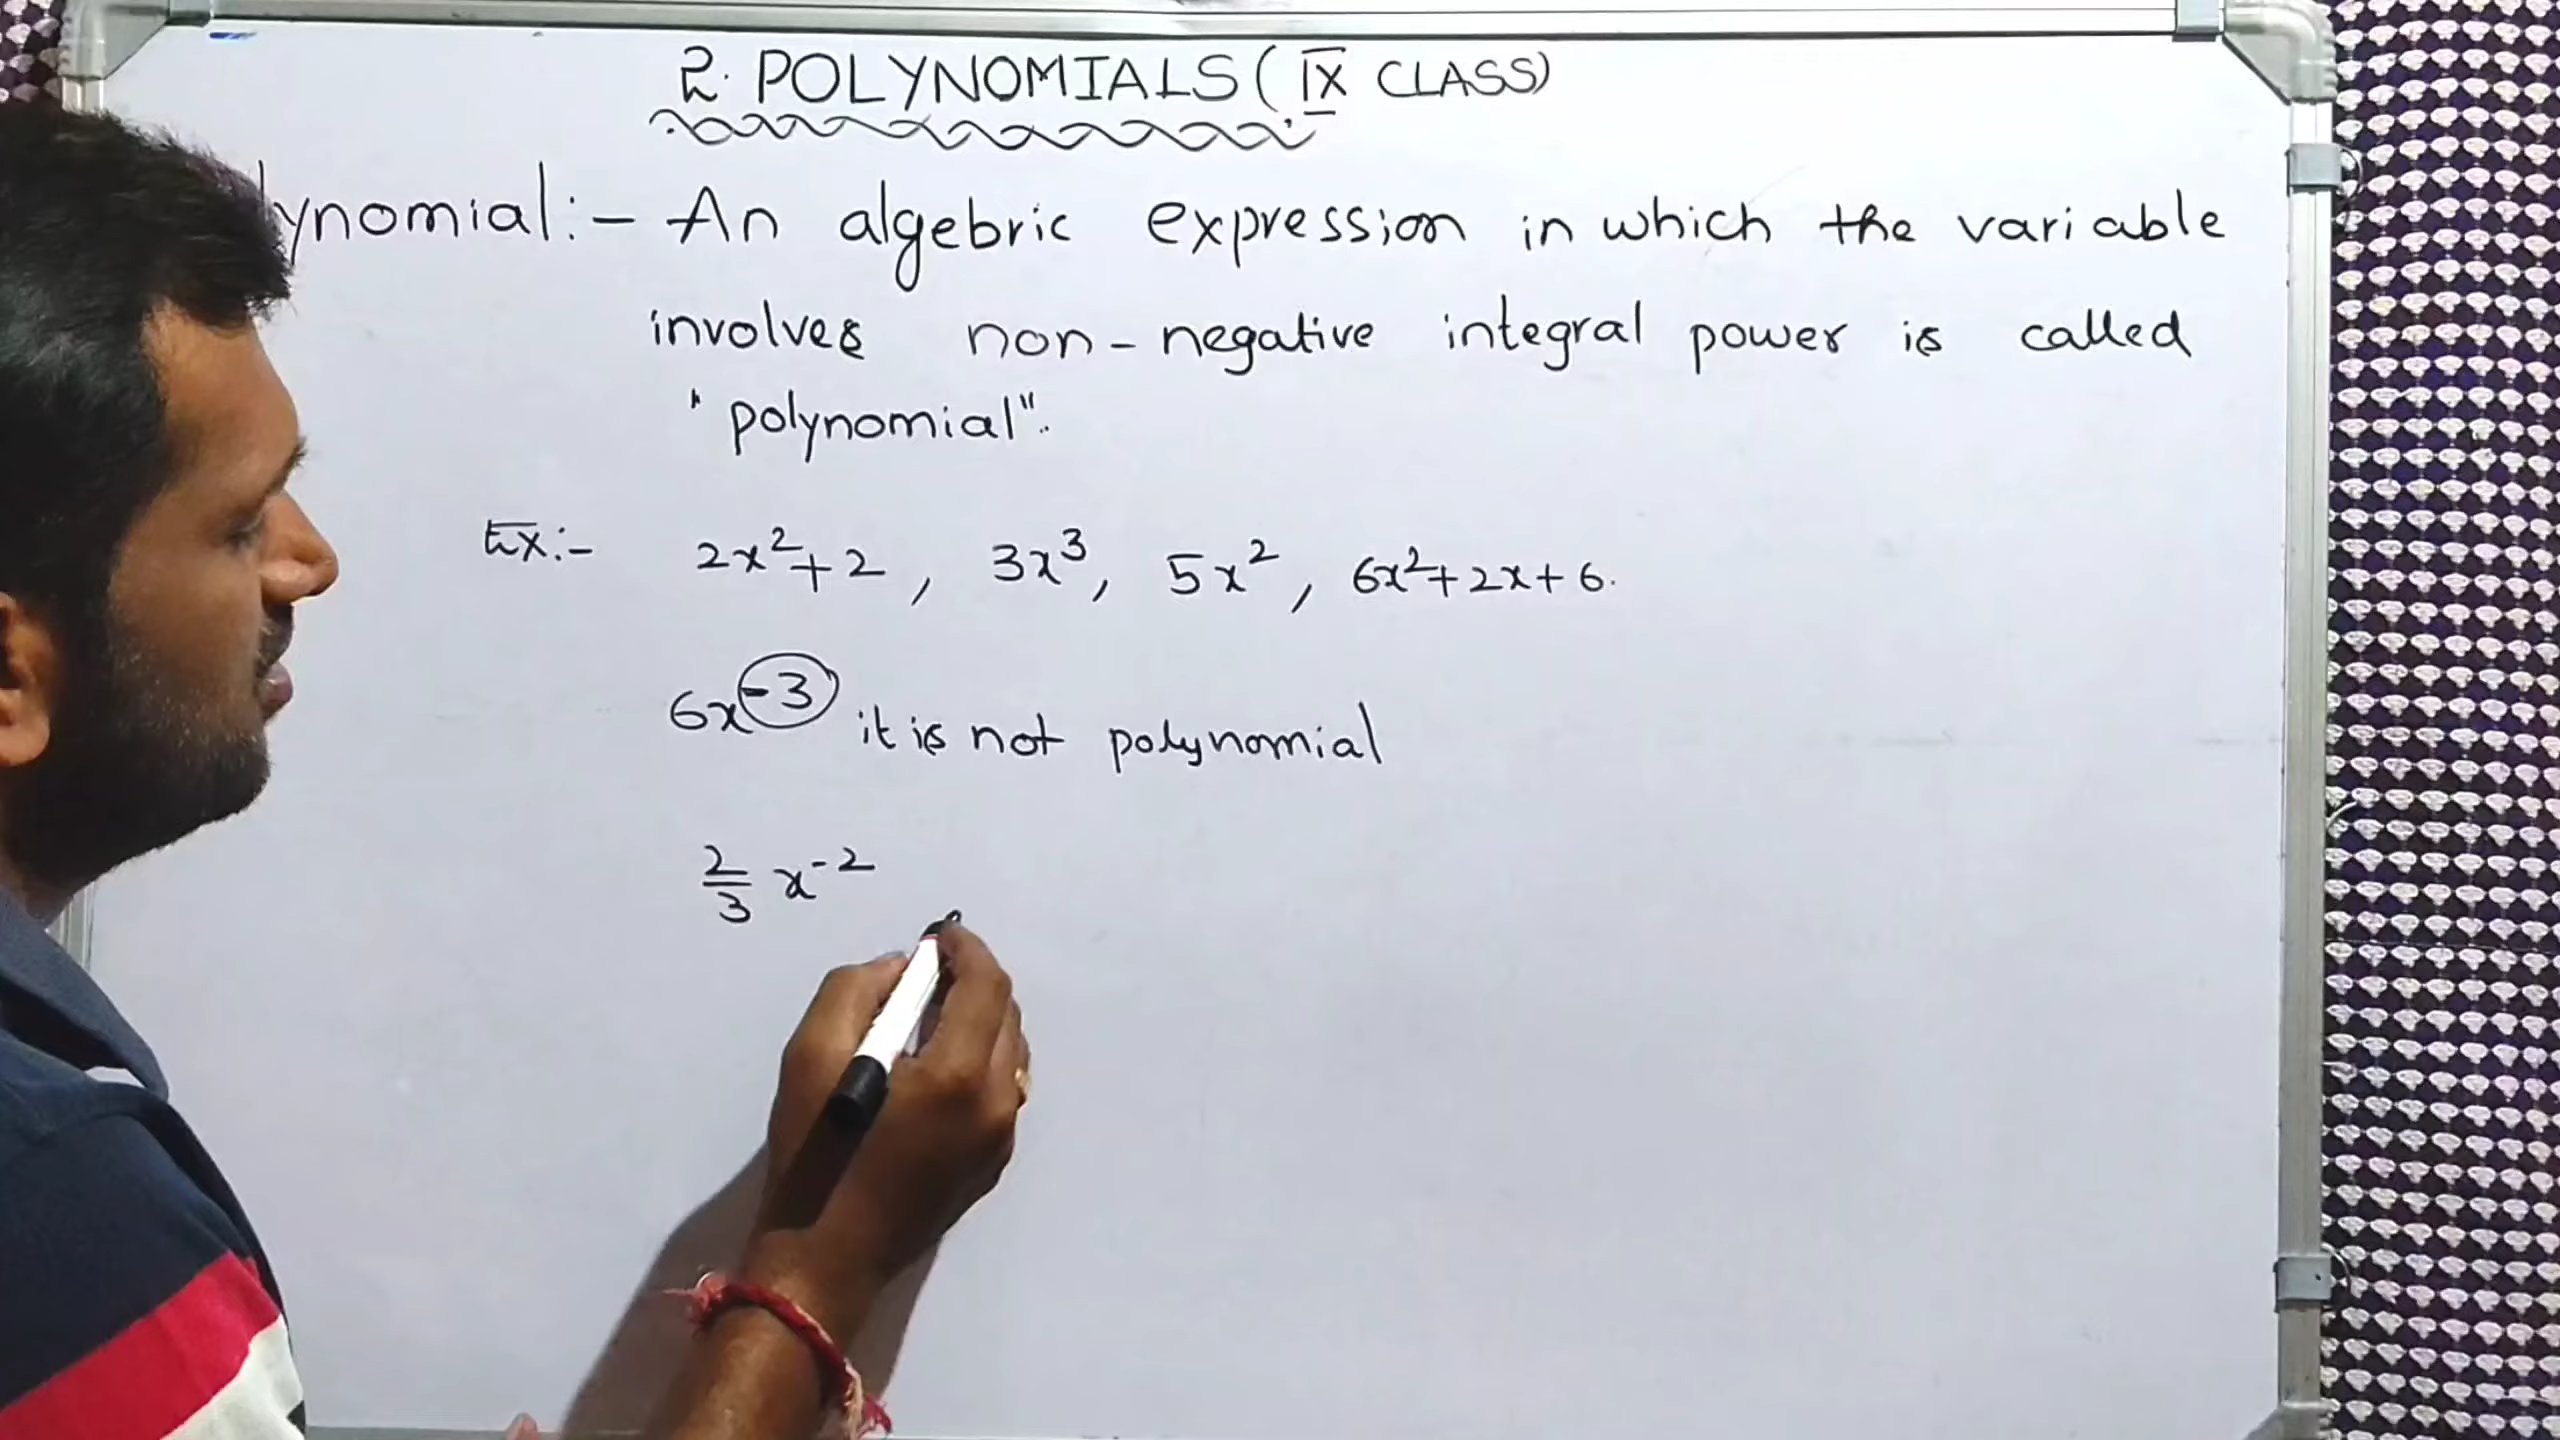 2. POLYNOMIALS ( IX CLASS)
ynomial:- An algebric expression in which the variable
involves non-negative integral power is called
"polynomial".
Ex:- 2x²+2, 3x³, 5x², 6x²+2x+6.
6x⁻³ it is not polynomial
2/3 x⁻²